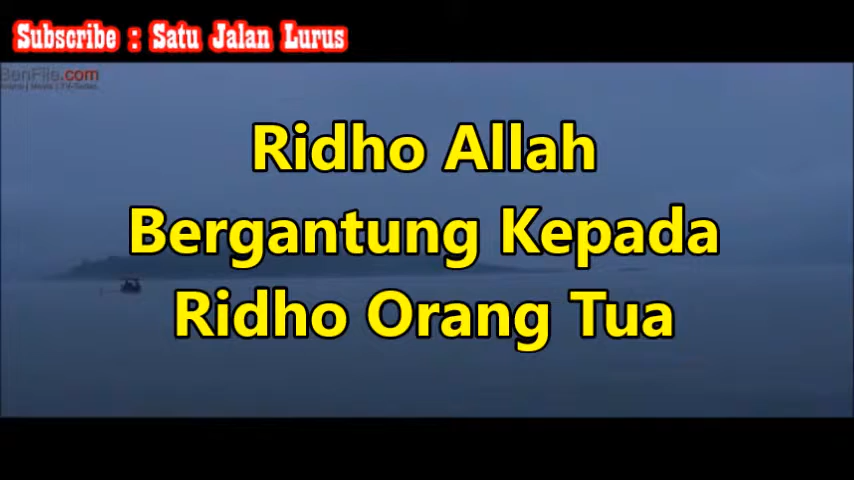 Subscribe : Satu Jalan Lurus
BenFile.com
Ridho Allah
Bergantung Kepada
Ridho Orang Tua